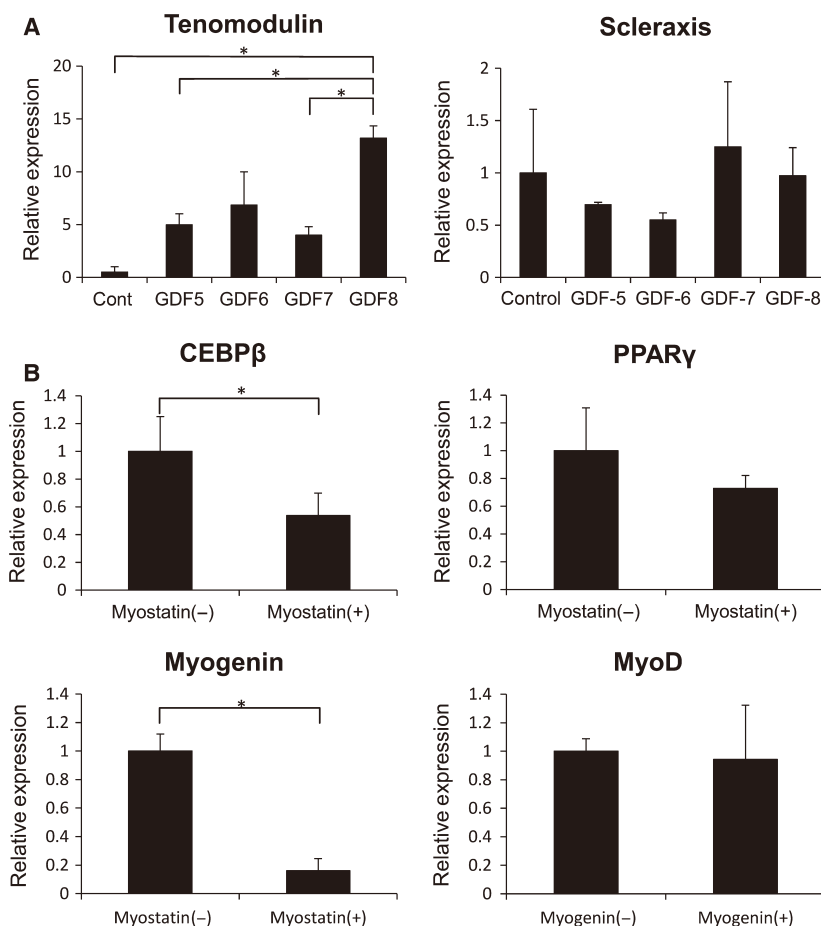 A
Tenomodulin
Relative expression
20
15
10
5
0
*
*
*
Cont GDF5 GDF6 GDF7 GDF8
Scleraxis
Relative expression
2
1.5
1
0.5
0
Control GDF-5 GDF-6 GDF-7 GDF-8
B
CEBPβ
Relative expression
1.4
1.2
1
0.8
0.6
0.4
0.2
0
*
Myostatin(−) Myostatin(+)
PPARγ
Relative expression
1.4
1.2
1
0.8
0.6
0.4
0.2
0
Myostatin(−) Myostatin(+)
Myogenin
Relative expression
1.4
1.2
1
0.8
0.6
0.4
0.2
0
*
Myostatin(−) Myostatin(+)
MyoD
Relative expression
1.4
1.2
1
0.8
0.6
0.4
0.2
0
Myogenin(−) Myogenin(+)